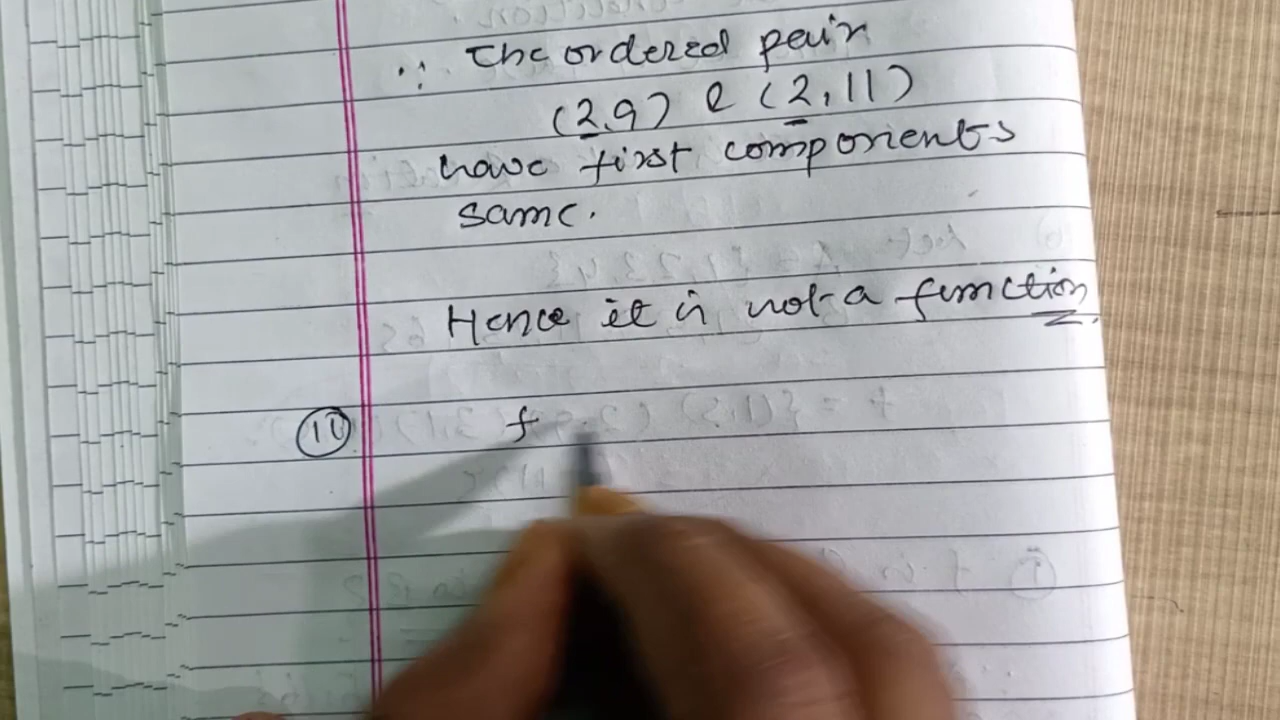 ∴ The ordered pair
(2,9) & (2,11)
have first components
same.
Hence it is not a function.
(11) f